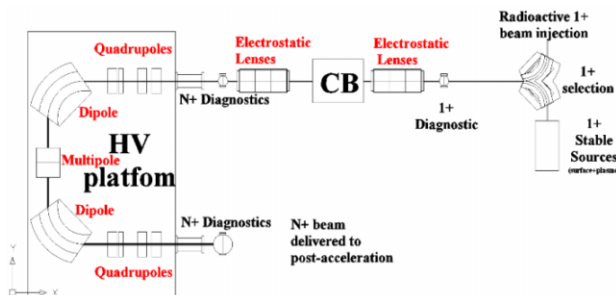 Radioactive 1+
beam injection
Quadrupoles
Electrostatic
Lenses
Electrostatic
Lenses
CB
N+ Diagnostics
1+
Diagnostic
1+
selection
Dipole
HV
platfom
Multipole
1+
Stable
Sources
(surface+plasma)
Dipole
N+ Diagnostics
N+ beam
delivered to
post-acceleration
Quadrupoles
Y
X